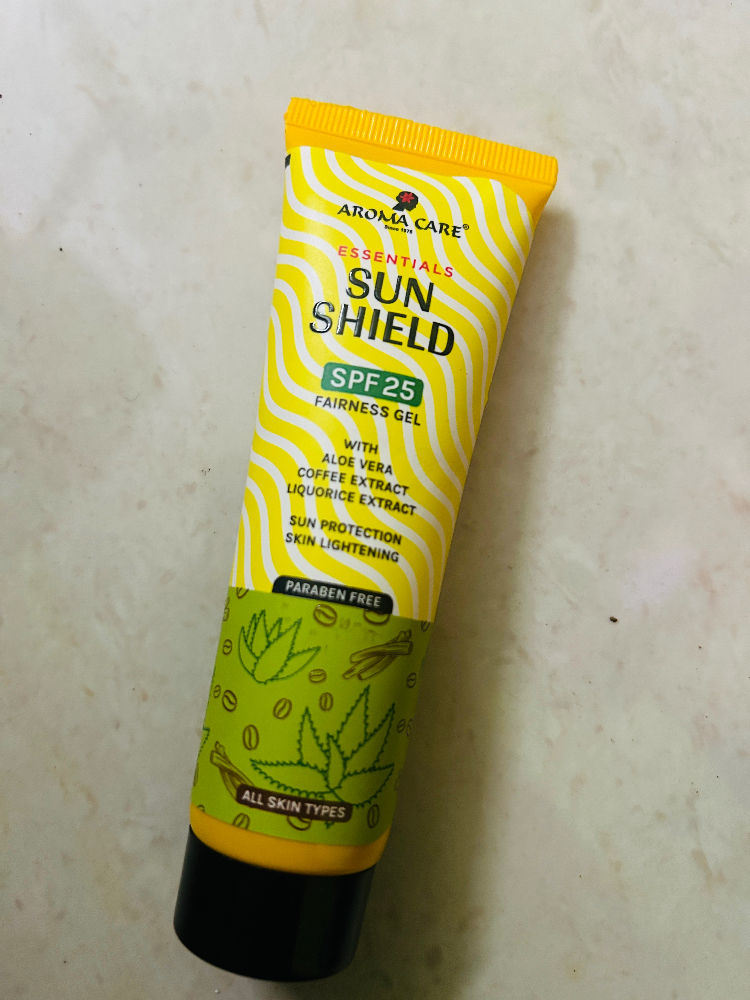 AROMA CARE®
Since 1976
ESSENTIALS
SUN
SHIELD
SPF 25
FAIRNESS GEL
WITH
ALOE VERA
COFFEE EXTRACT
LIQUORICE EXTRACT
SUN PROTECTION
SKIN LIGHTENING
PARABEN FREE
ALL SKIN TYPES